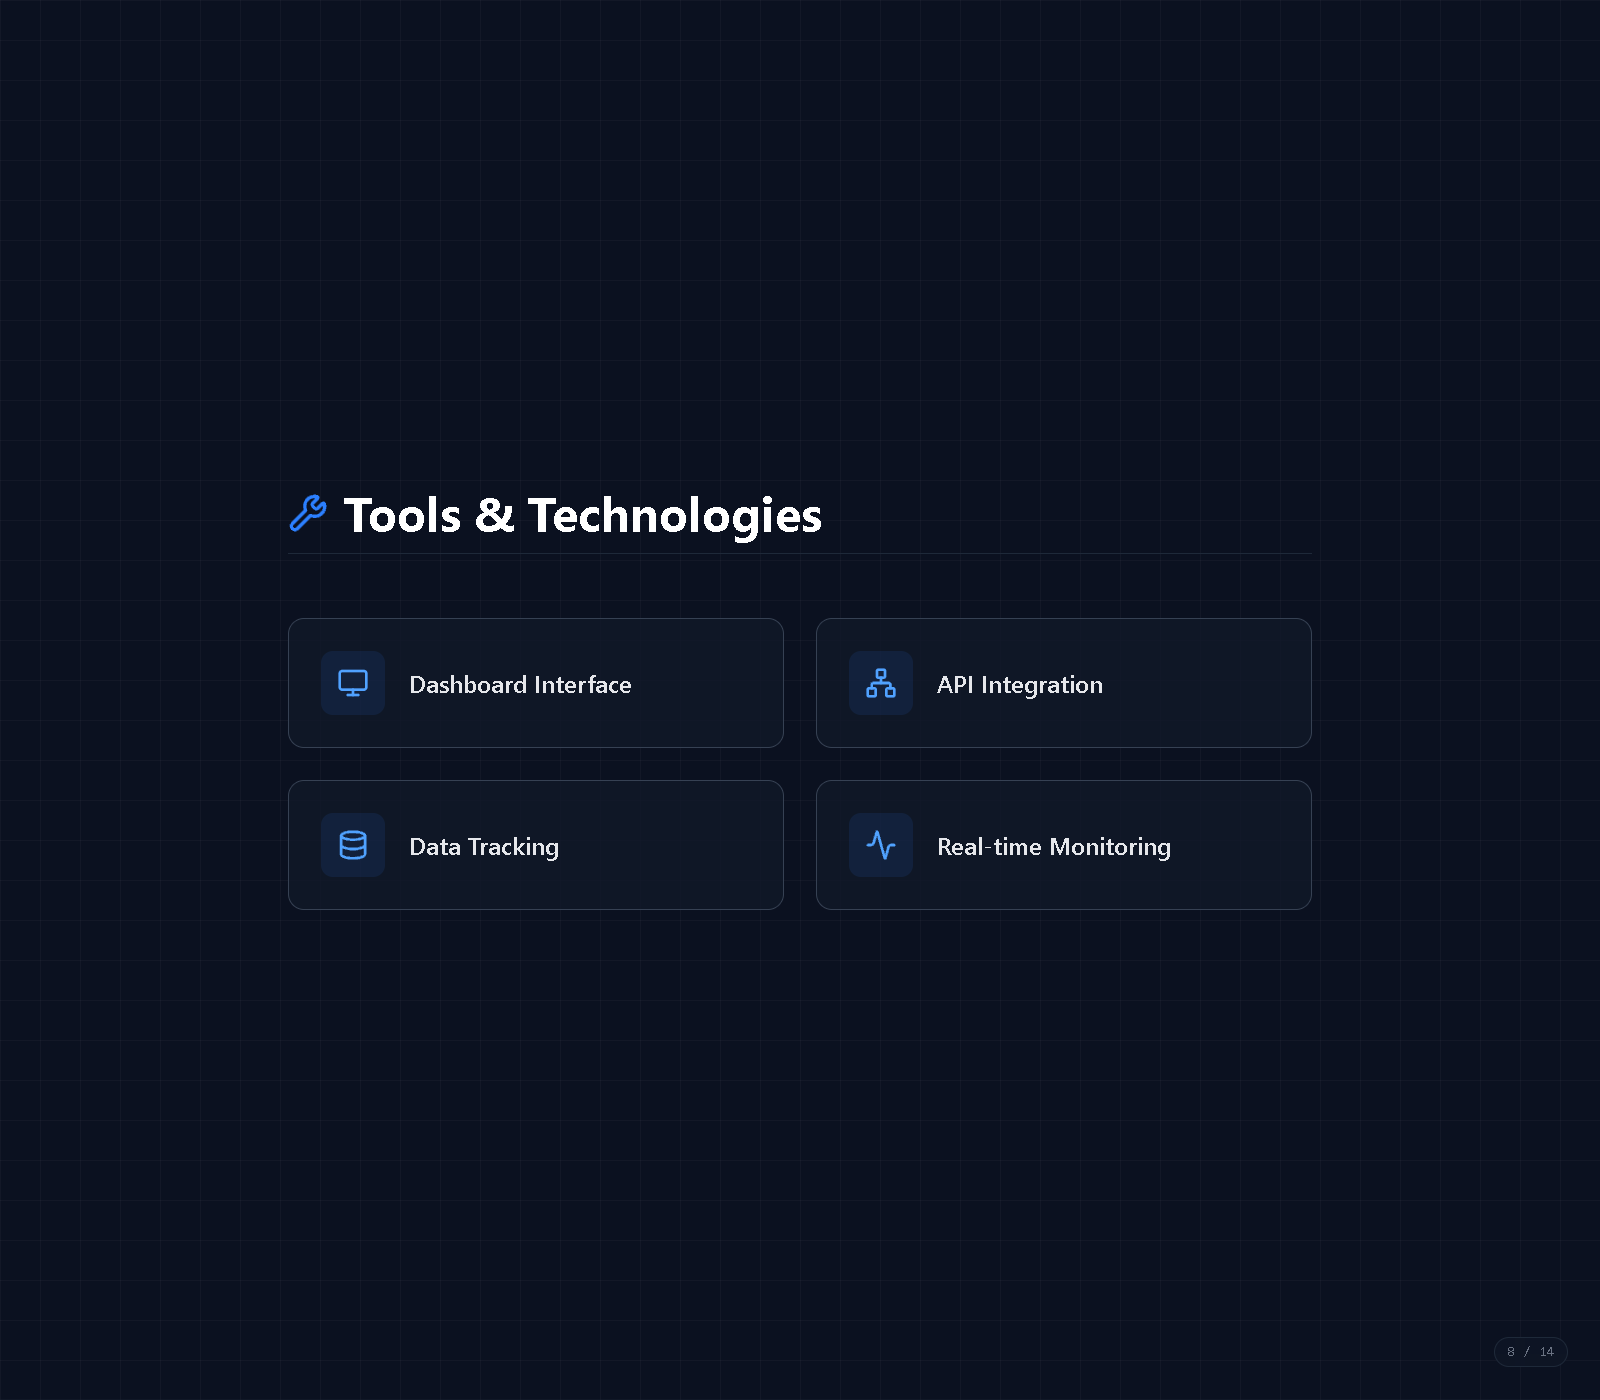 Tools & Technologies
Dashboard Interface
API Integration
Data Tracking
Real-time Monitoring
8 / 14